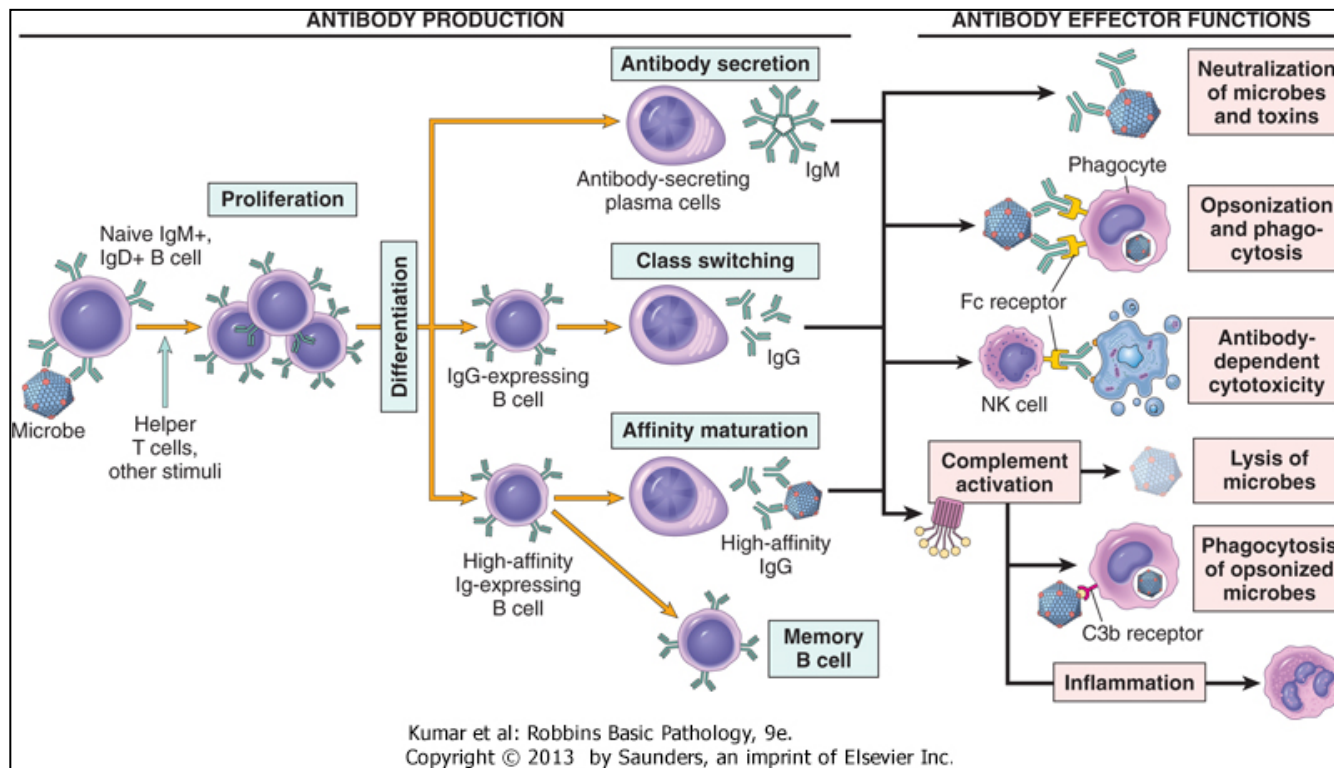 ANTIBODY PRODUCTION
ANTIBODY EFFECTOR FUNCTIONS
Antibody secretion
Antibody-secreting
plasma cells
IgM
Proliferation
Naive IgM+,
IgD+ B cell
Microbe
Helper
T cells,
other stimuli
Differentiation
Class switching
IgG-expressing
B cell
IgG
Affinity maturation
High-affinity
Ig-expressing
B cell
High-affinity
IgG
Memory
B cell
Neutralization
of microbes
and toxins
Phagocyte
Opsonization
and phago-
cytosis
Fc receptor
NK cell
Antibody-
dependent
cytotoxicity
Complement
activation
Lysis of
microbes
Phagocytosis
of opsonized
microbes
C3b receptor
Inflammation
Kumar et al: Robbins Basic Pathology, 9e.
Copyright © 2013 by Saunders, an imprint of Elsevier Inc.